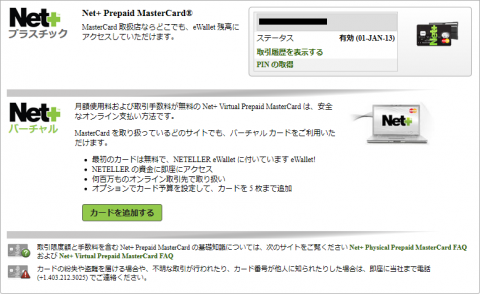 Net+
プラスチック
Net+ Prepaid MasterCard®
MasterCard 取扱店ならどこでも、eWallet 残高に
アクセスしていただけます。
ステータス 有効 (01-JAN-13)
取引履歴を表示する
PIN の取得
Net+
バーチャル
月額使用料および取引手数料が無料の Net+ Virtual Prepaid MasterCard は、安全
なオンライン支払い方法です。
MasterCard を取り扱っているどのサイトでも、バーチャル カードをご利用いた
だけます。
最初のカードは無料で、NETELLER eWallet に付いています eWallet!
NETELLER の資金に即座にアクセス
何百万ものオンライン取引先で取り扱い
オプションでカード予算を設定して、カードを 5 枚まで追加
Net+
カードを追加する
取引限度額と手数料を含む Net+ Prepaid MasterCard の基礎知識については、次のサイトをご覧ください Net+ Physical Prepaid MasterCard FAQ
および Net+ Virtual Prepaid MasterCard FAQ
カードの紛失や盗難を届ける場合や、不明な取引が行われたり、カード番号が他人に知られたりした場合は、即座に当社まで電話
(+1.403.212.3025) でご連絡ください。